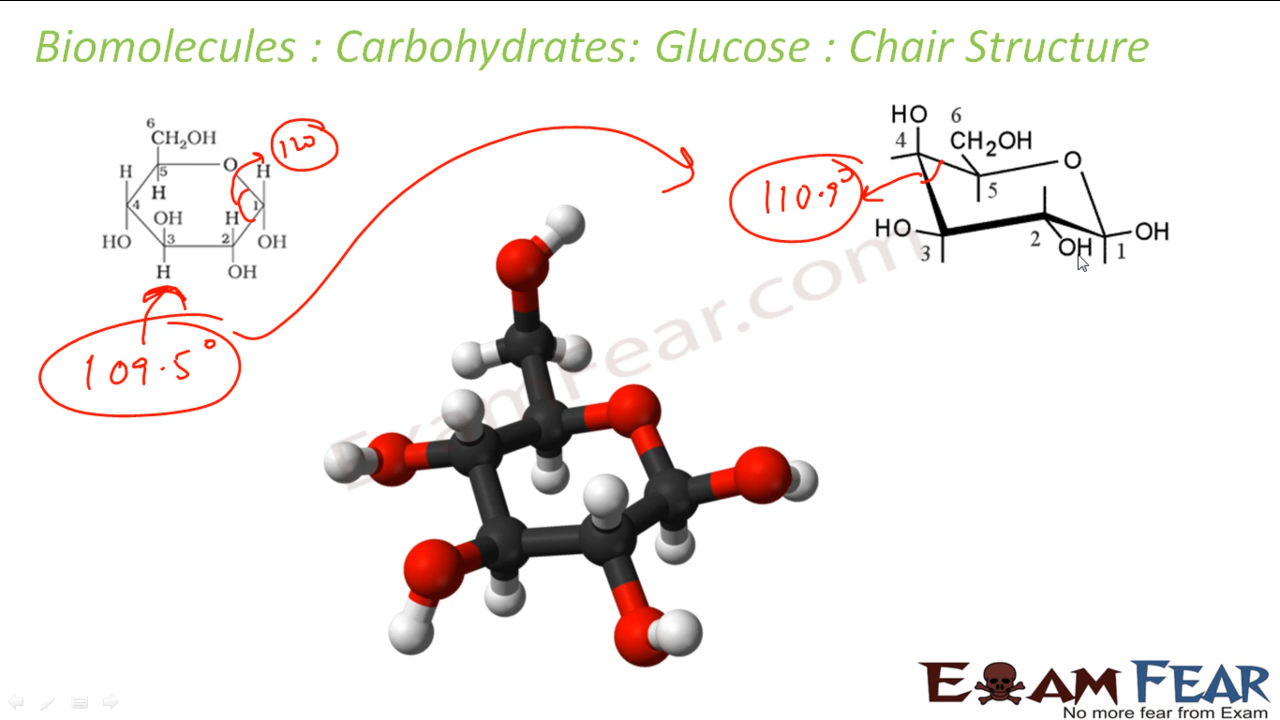 Biomolecules : Carbohydrates: Glucose : Chair Structure
6
CH₂OH
120°
H
5
O
H
H
4
OH
H
1
HO
3
2
OH
H
OH
109.5°
HO
6
4
CH₂OH
O
110.9°
5
HO
3
2
OH
1
OH
ExamFear.com
EXAM FEAR
No more fear from Exam